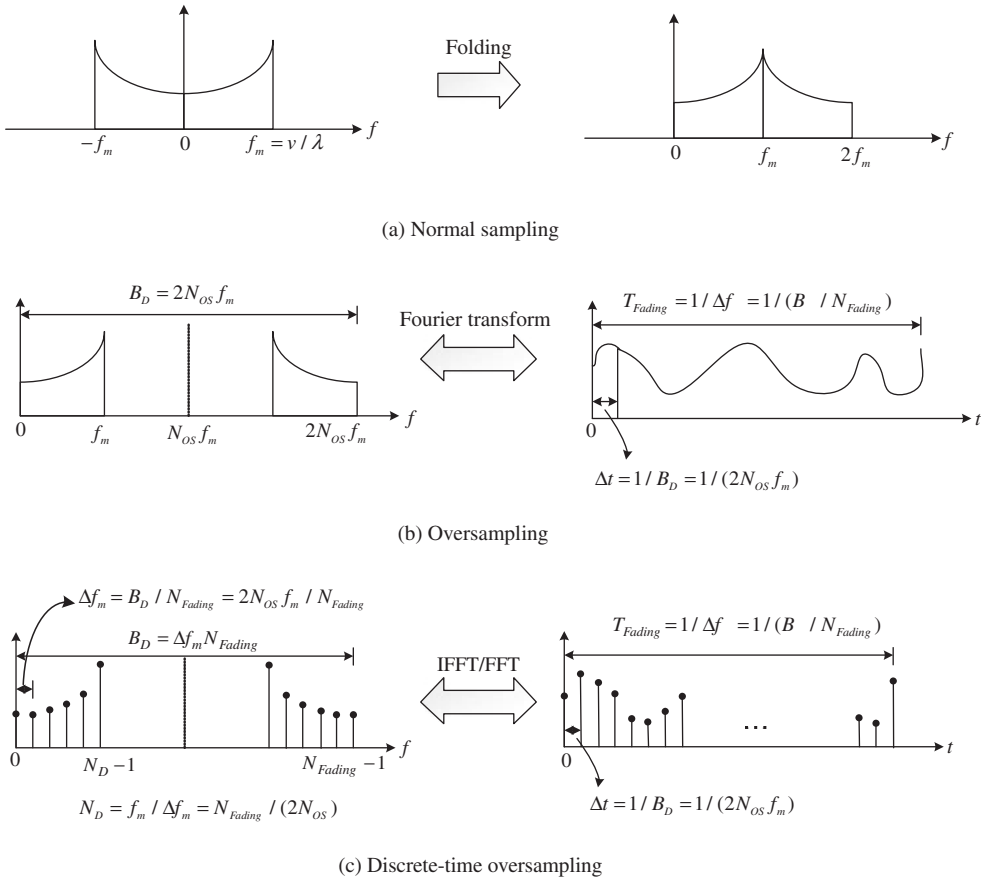 Folding
f
−f_m
0
f_m = v / λ
f
0
f_m
2f_m
(a) Normal sampling
B_D = 2N_OS f_m
T_Fading = 1 / Δf = 1 / (B / N_Fading)
Fourier transform
f
0
f_m
N_OS f_m
2N_OS f_m
t
0
Δt = 1 / B_D = 1 / (2N_OS f_m)
(b) Oversampling
Δf_m = B_D / N_Fading = 2N_OS f_m / N_Fading
B_D = Δf_m N_Fading
T_Fading = 1 / Δf = 1 / (B / N_Fading)
IFFT/FFT
...
f
0
N_D −1
N_Fading −1
t
0
N_D = f_m / Δf_m = N_Fading / (2N_OS)
Δt = 1 / B_D = 1 / (2N_OS f_m)
(c) Discrete-time oversampling